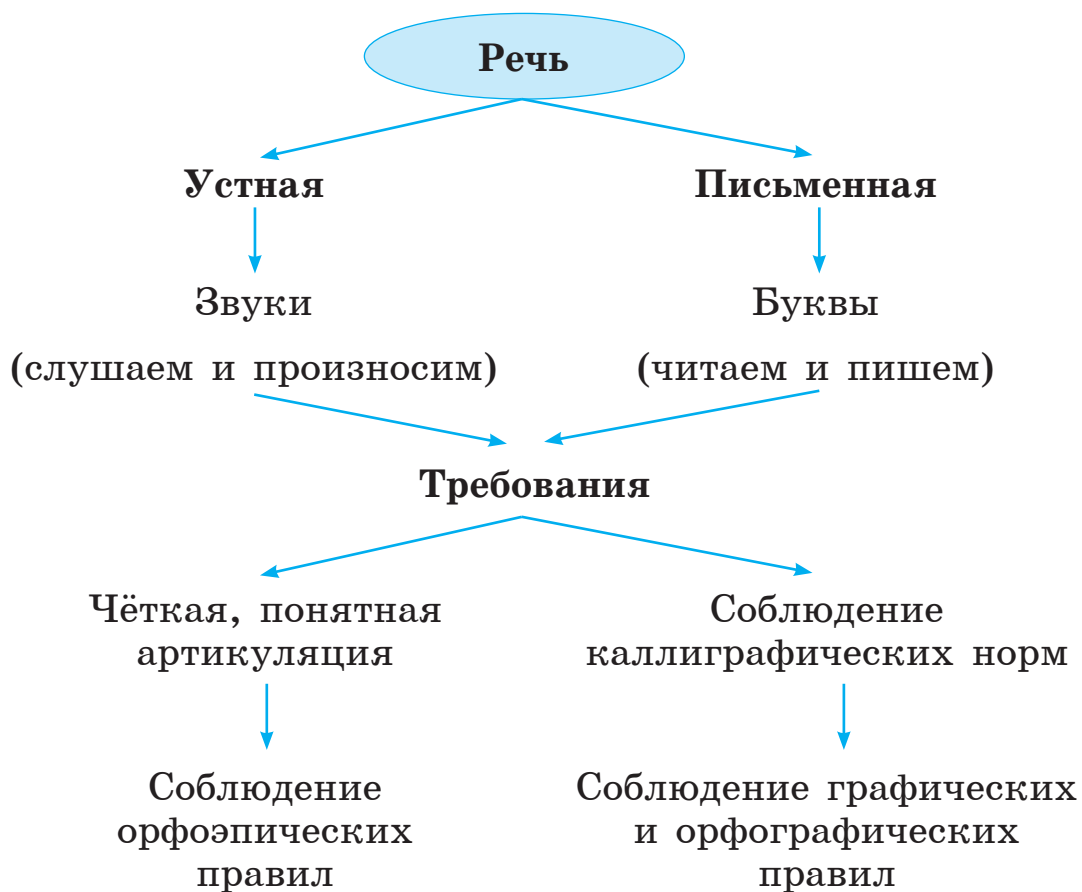 Речь
Устная
Письменная
Звуки
Буквы
(слушаем и произносим)
(читаем и пишем)
Требования
Чёткая, понятная
артикуляция
Соблюдение
каллиграфических норм
Соблюдение
орфоэпических
правил
Соблюдение графических
и орфографических
правил